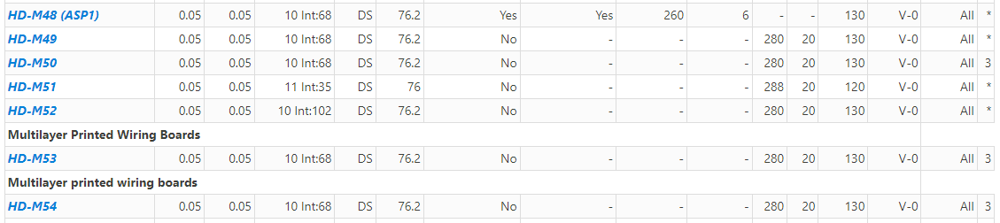 HD-M48 (ASP1) 0.05 0.05 10 Int:68 DS 76.2 Yes Yes 260 6 - - 130 V-0 All *
HD-M49 0.05 0.05 10 Int:68 DS 76.2 No - - - 280 20 130 V-0 All *
HD-M50 0.05 0.05 10 Int:68 DS 76.2 No - - - 280 20 130 V-0 All 3
HD-M51 0.05 0.05 11 Int:35 DS 76 No - - - 288 20 120 V-0 All *
HD-M52 0.05 0.05 10 Int:102 DS 76.2 No - - - 280 20 130 V-0 All *
Multilayer Printed Wiring Boards
HD-M53 0.05 0.05 10 Int:68 DS 76.2 No - - - 280 20 130 V-0 All 3
Multilayer printed wiring boards
HD-M54 0.05 0.05 10 Int:68 DS 76.2 No - - - 280 20 130 V-0 All 3